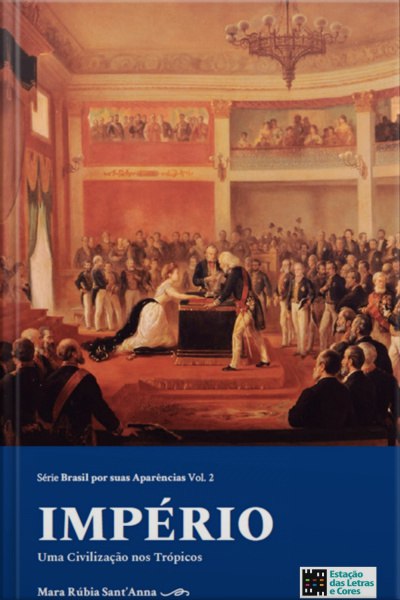 Série Brasil por suas Aparências Vol. 2
IMPÉRIO
Uma Civilização nos Trópicos
Mara Rúbia Sant'Anna
Estação
das Letras
e Cores